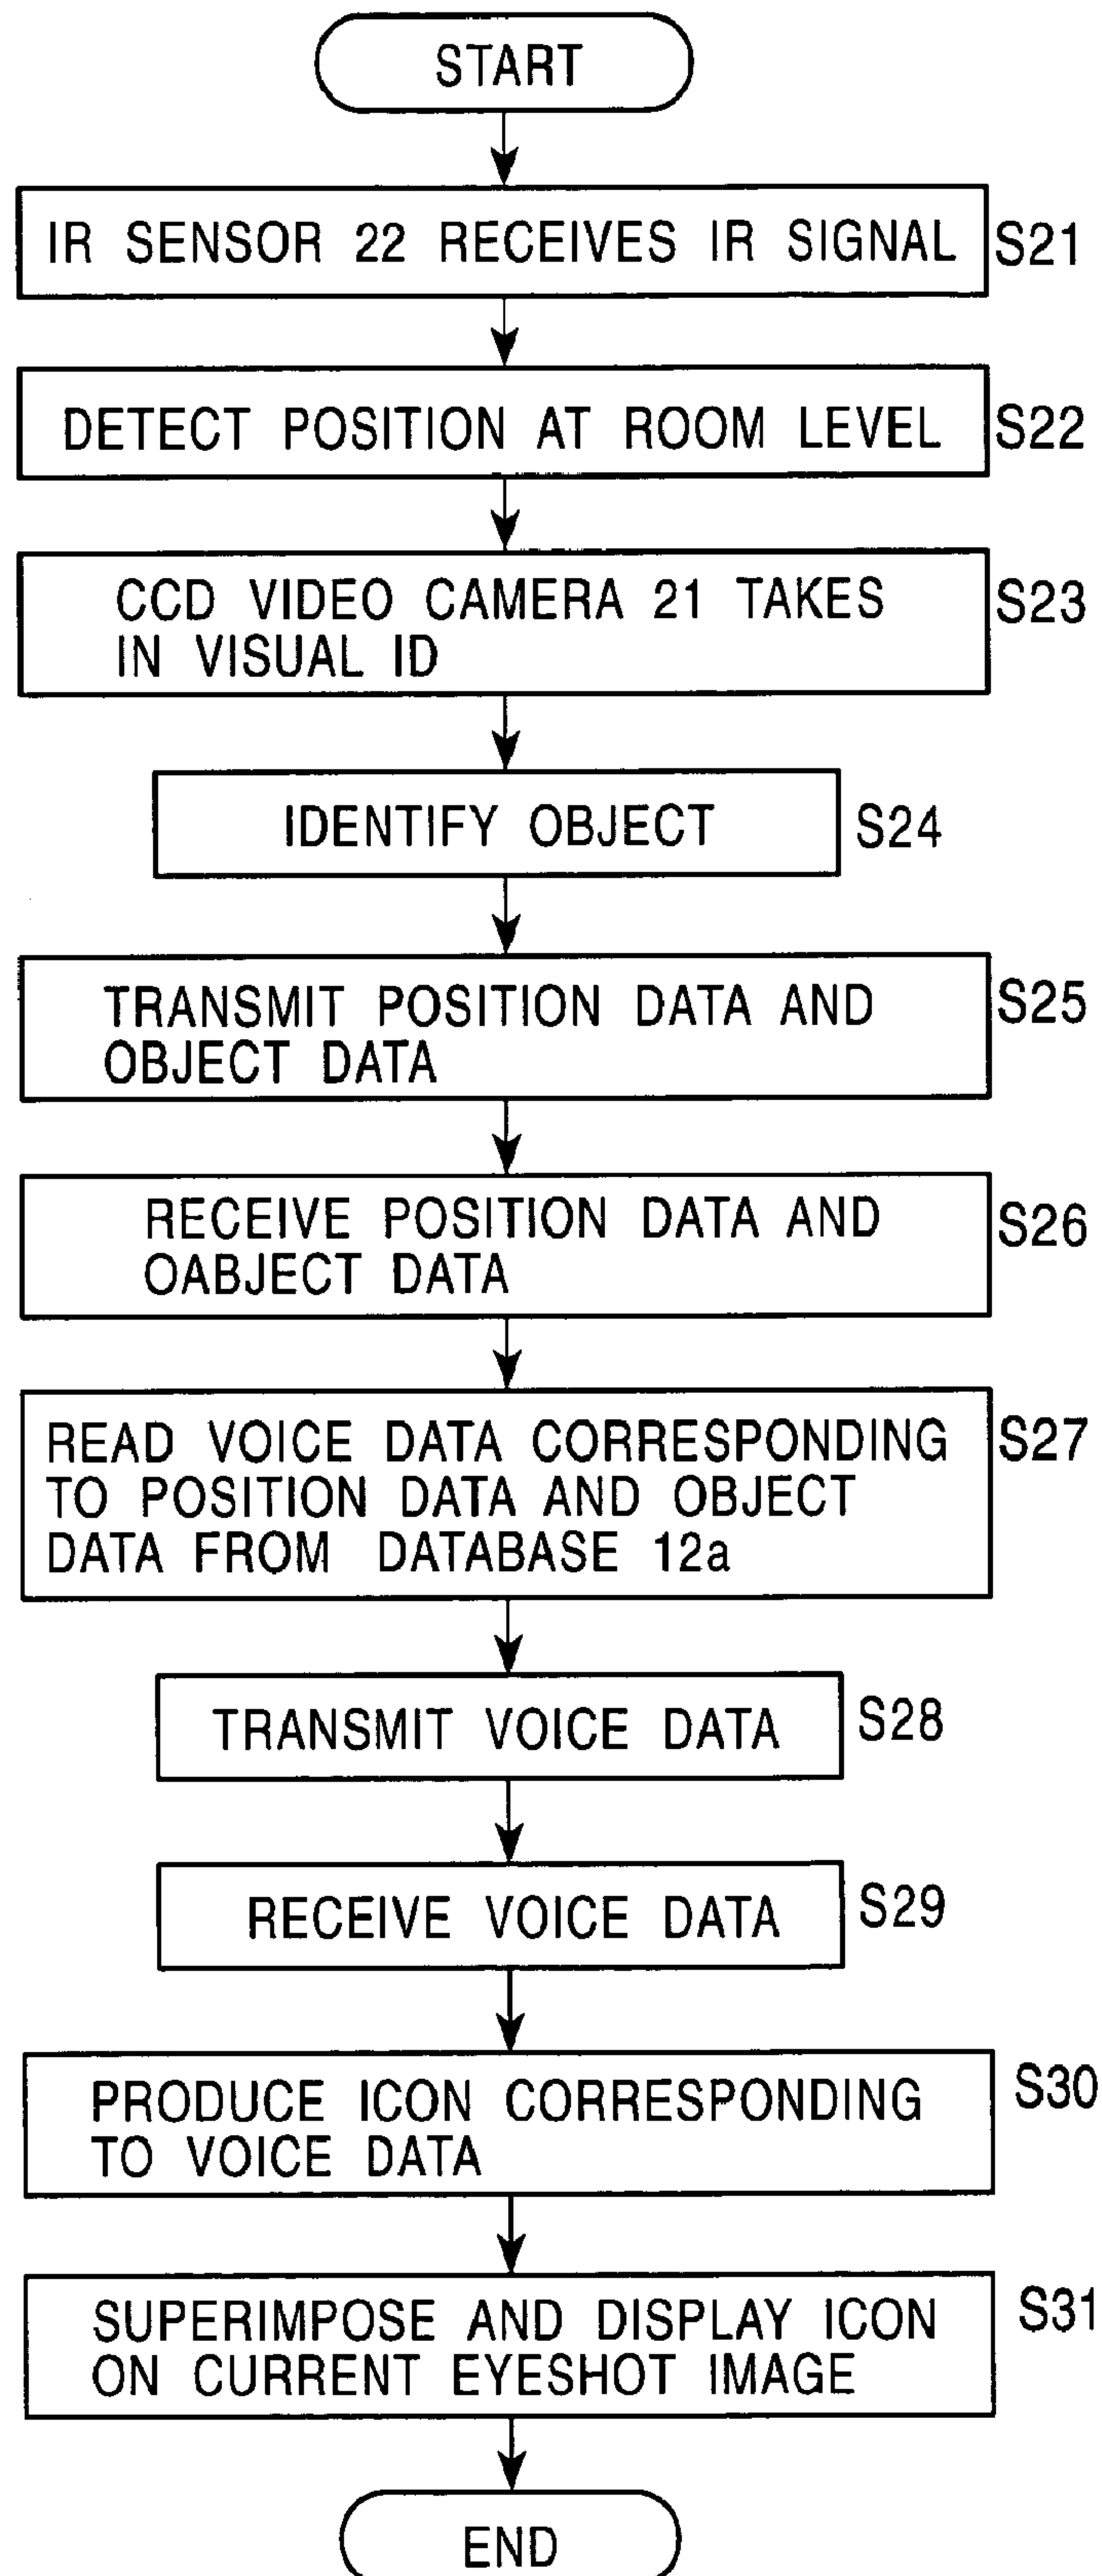 START
IR SENSOR 22 RECEIVES IR SIGNAL S21
DETECT POSITION AT ROOM LEVEL S22
CCD VIDEO CAMERA 21 TAKES S23
IN VISUAL ID
IDENTIFY OBJECT S24
TRANSMIT POSITION DATA AND S25
OBJECT DATA
RECEIVE POSITION DATA AND S26
OABJECT DATA
READ VOICE DATA CORRESPONDING S27
TO POSITION DATA AND OBJECT
DATA FROM DATABASE 12a
TRANSMIT VOICE DATA S28
RECEIVE VOICE DATA S29
PRODUCE ICON CORRESPONDING S30
TO VOICE DATA
SUPERIMPOSE AND DISPLAY ICON S31
ON CURRENT EYESHOT IMAGE
END